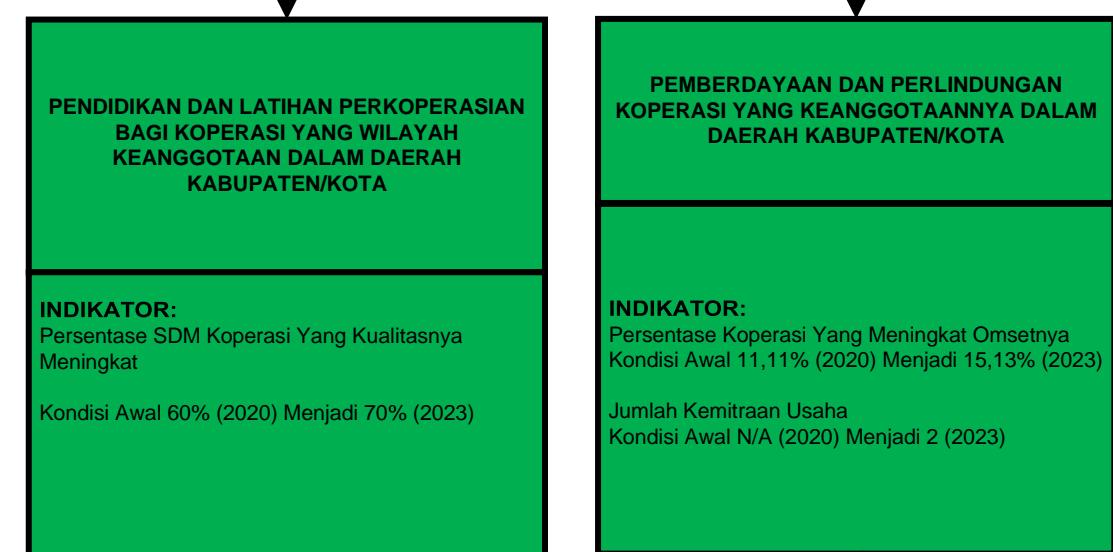 PENDIDIKAN DAN LATIHAN PERKOPERASIAN
BAGI KOPERASI YANG WILAYAH
KEANGGOTAAN DALAM DAERAH
KABUPATEN/KOTA
INDIKATOR:
Persentase SDM Koperasi Yang Kualitasnya
Meningkat
Kondisi Awal 60% (2020) Menjadi 70% (2023)
PEMBERDAYAAN DAN PERLINDUNGAN
KOPERASI YANG KEANGGOTAANNYA DALAM
DAERAH KABUPATEN/KOTA
INDIKATOR:
Persentase Koperasi Yang Meningkat Omsetnya
Kondisi Awal 11,11% (2020) Menjadi 15,13% (2023)
Jumlah Kemitraan Usaha
Kondisi Awal N/A (2020) Menjadi 2 (2023)